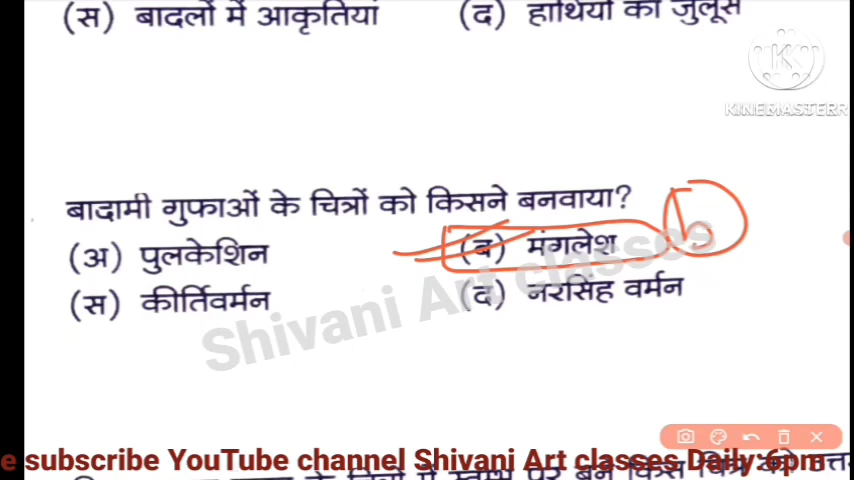 (स) बादलों में आकृतियां (द) हाथियों का जुलूस
KINEMASTERR
बादामी गुफाओं के चित्रों को किसने बनवाया?
(अ) पुलकेशिन (ब) मंगलेश
b
(स) कीर्तिवर्मन (द) नरसिंह वर्मन
Shivani Art classes
e subscribe YouTube channel Shivani Art classes Daily 6pm